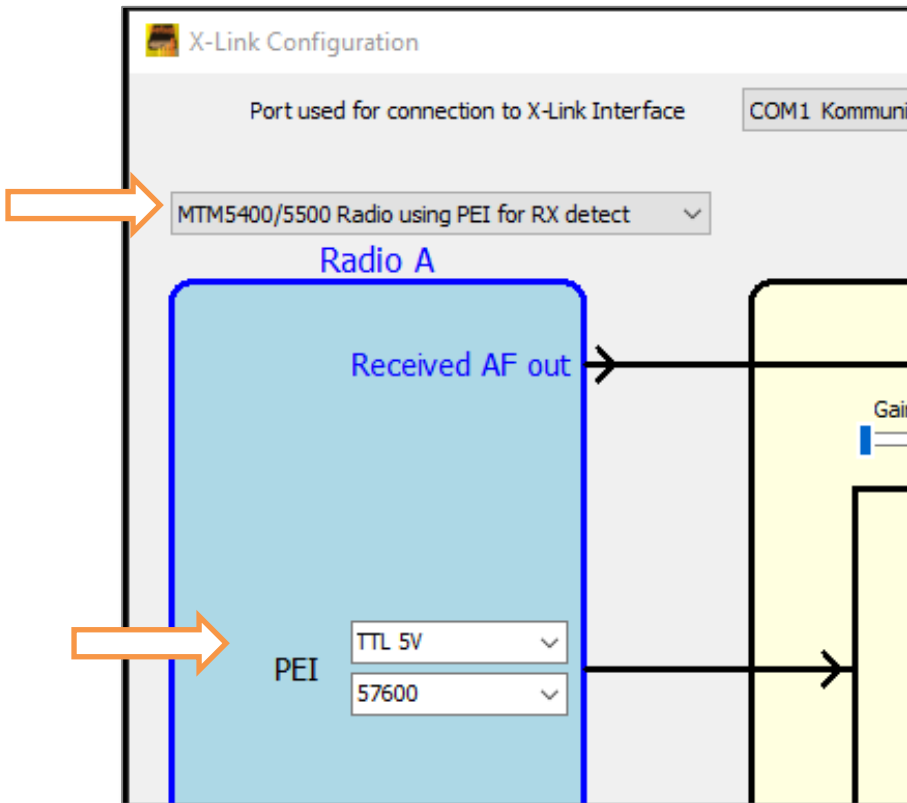 X-Link Configuration
Port used for connection to X-Link Interface
COM1 Kommuni
MTM5400/5500 Radio using PEI for RX detect
Radio A
Received AF out
Gai
PEI
TTL 5V
57600